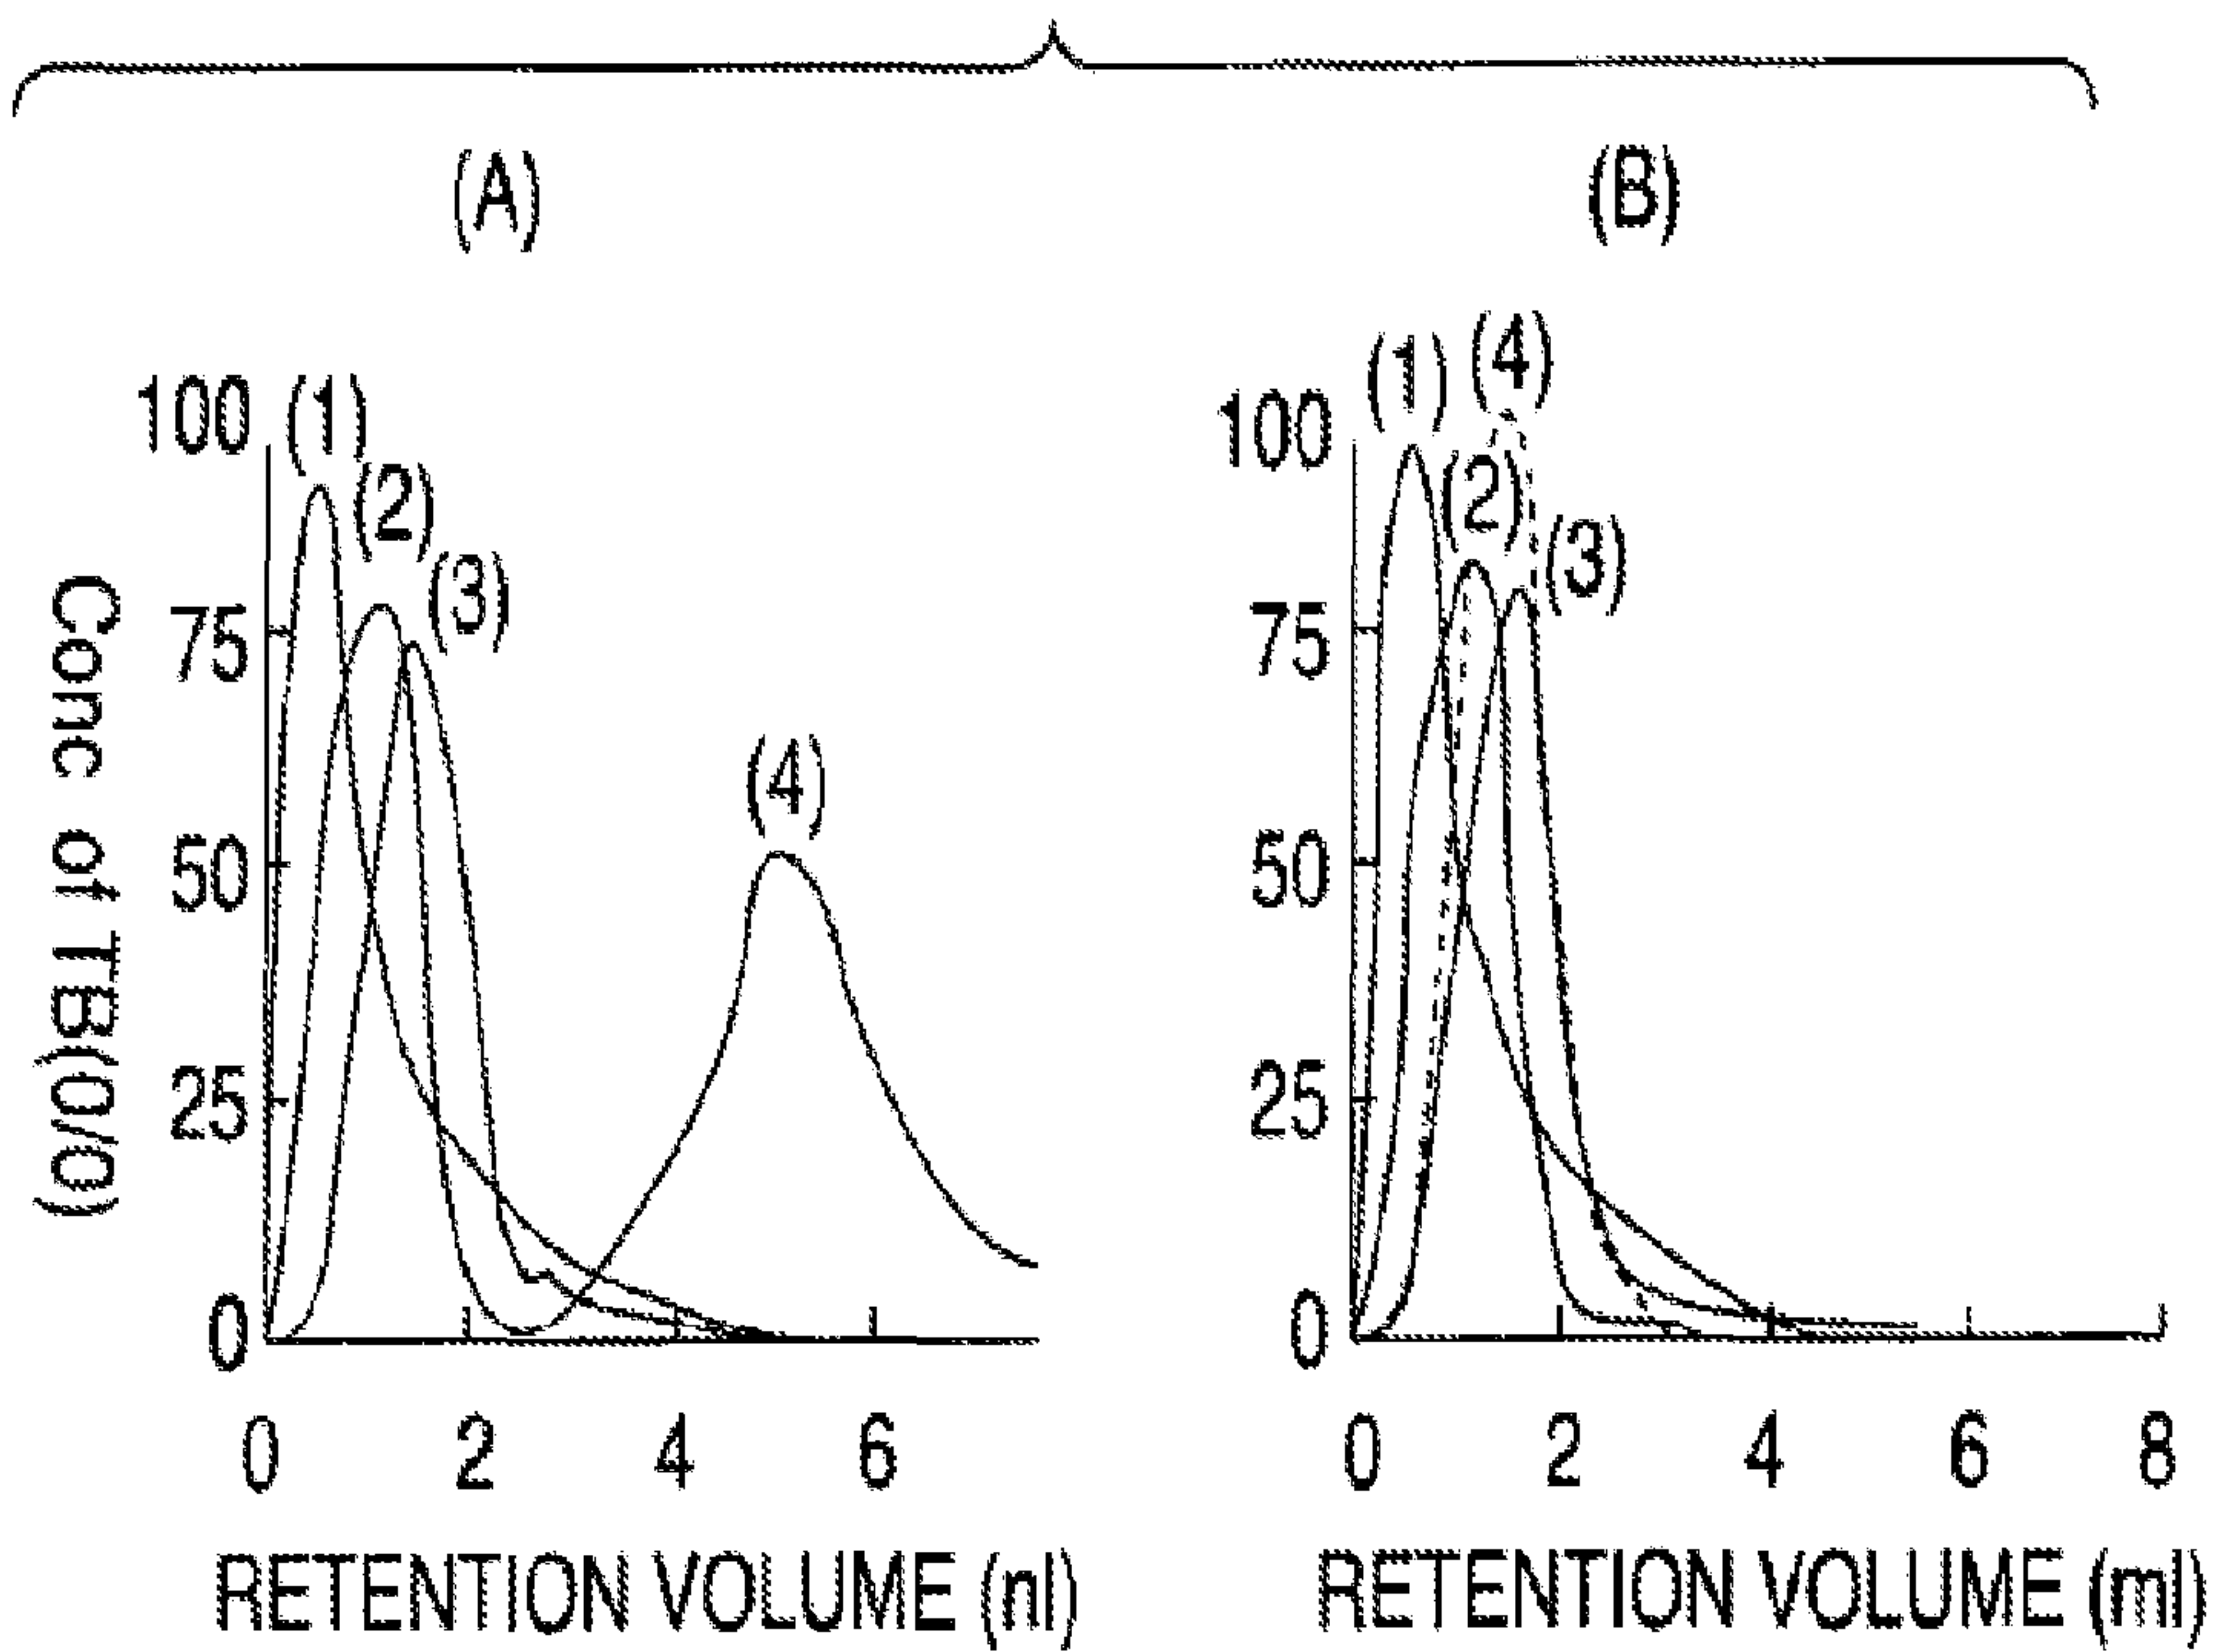 (A)
(B)
Conc of TB(0/0)
100
75
50
25
0
(1)
(2)
(3)
(4)
0 2 4 6
RETENTION VOLUME (nl)
100
75
50
25
0
(1)
(4)
(2)
(3)
0 2 4 6 8
RETENTION VOLUME (ml)